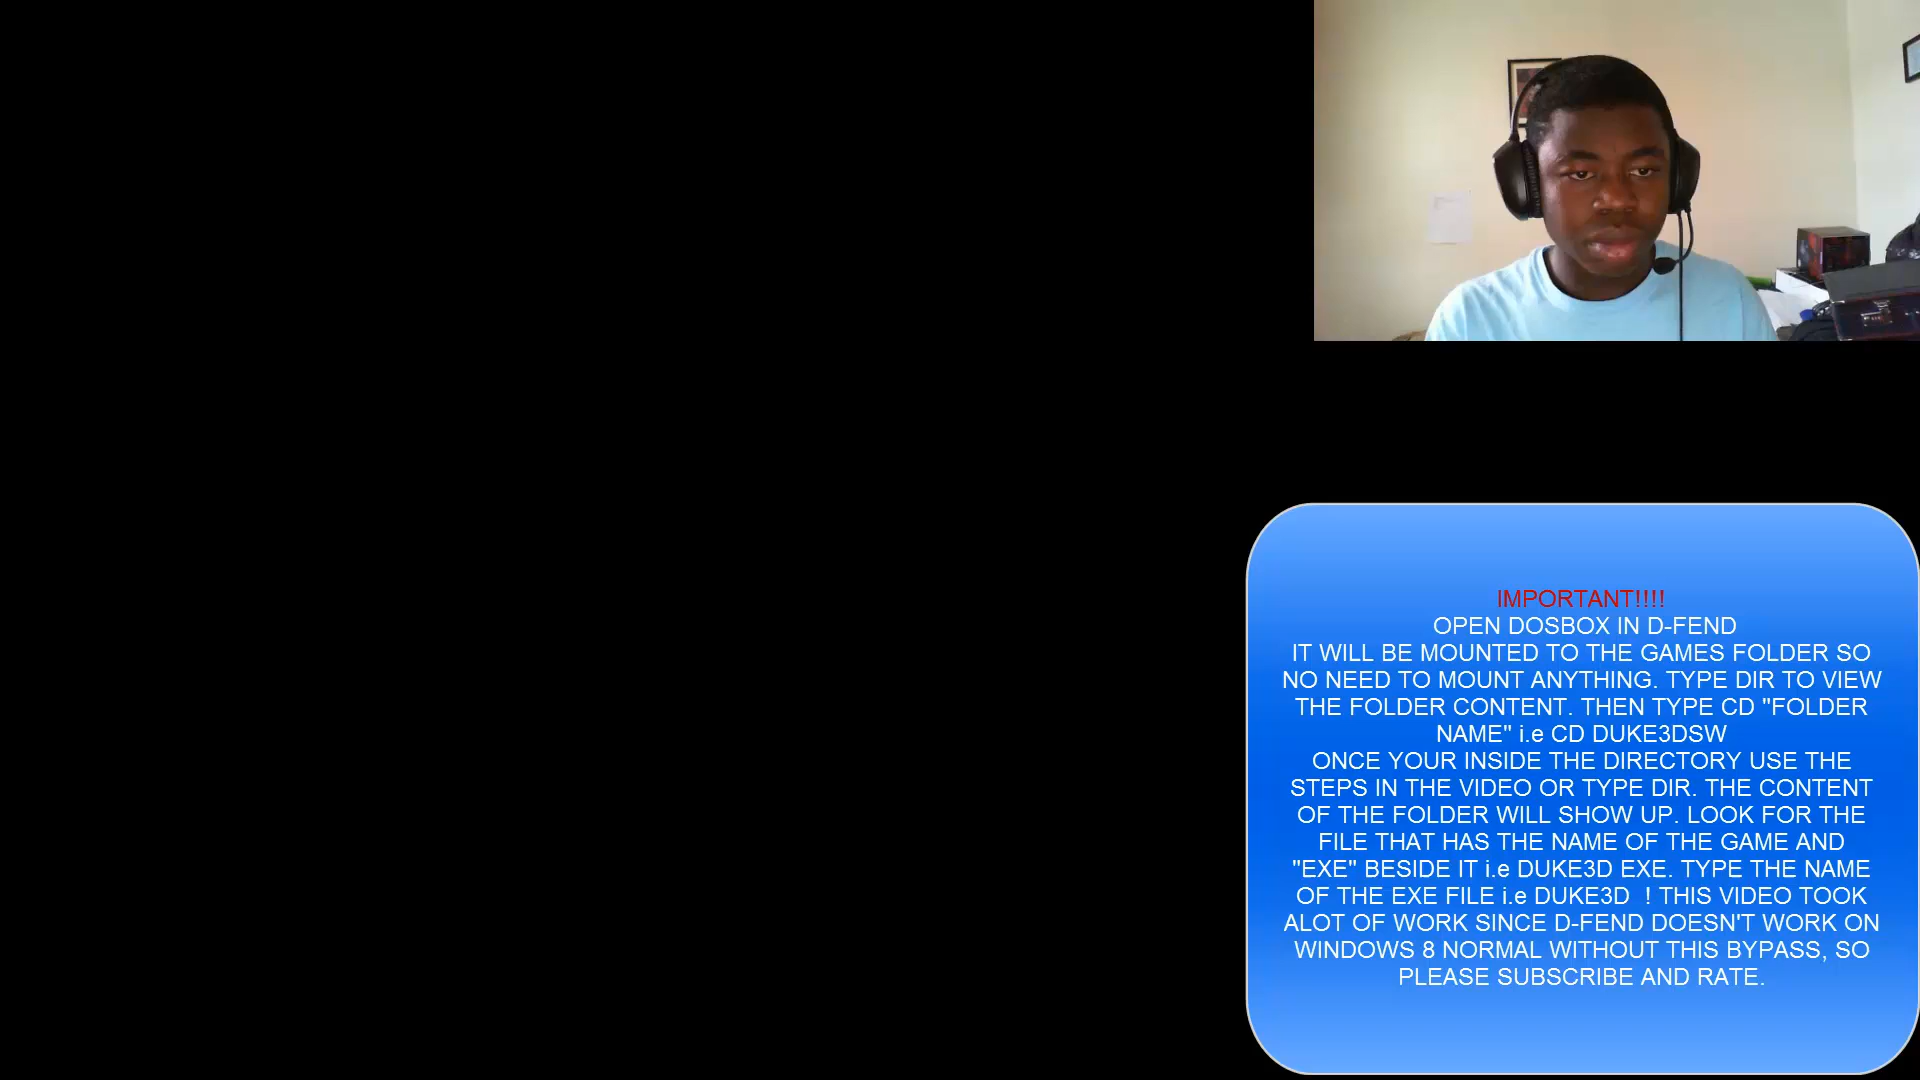 IMPORTANT!!!!
OPEN DOSBOX IN D-FEND
IT WILL BE MOUNTED TO THE GAMES FOLDER SO
NO NEED TO MOUNT ANYTHING. TYPE DIR TO VIEW
THE FOLDER CONTENT. THEN TYPE CD "FOLDER
NAME" i.e CD DUKE3DSW
ONCE YOUR INSIDE THE DIRECTORY USE THE
STEPS IN THE VIDEO OR TYPE DIR. THE CONTENT
OF THE FOLDER WILL SHOW UP. LOOK FOR THE
FILE THAT HAS THE NAME OF THE GAME AND
"EXE" BESIDE IT i.e DUKE3D EXE. TYPE THE NAME
OF THE EXE FILE i.e DUKE3D  ! THIS VIDEO TOOK
ALOT OF WORK SINCE D-FEND DOESN'T WORK ON
WINDOWS 8 NORMAL WITHOUT THIS BYPASS, SO
PLEASE SUBSCRIBE AND RATE.